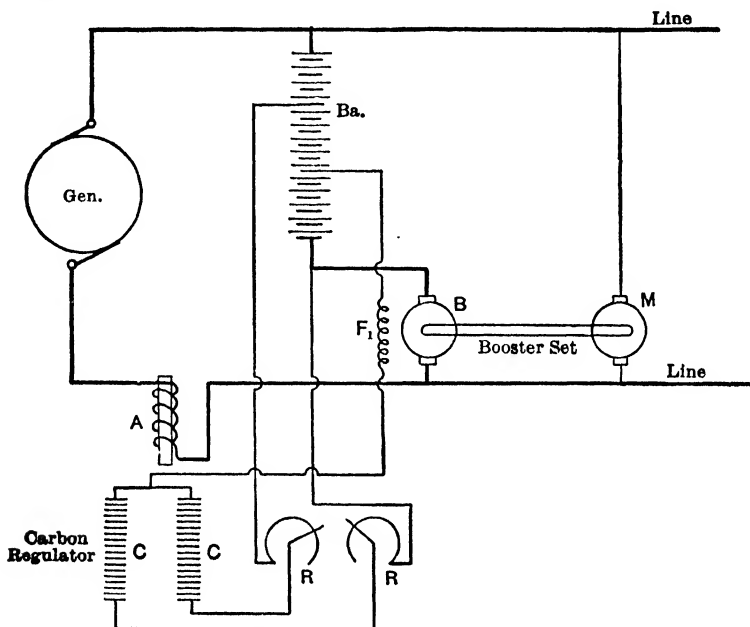 Line
Ba.
Gen.
B
M
F1
Booster Set
Line
A
Carbon
Regulator
C
C
R
R